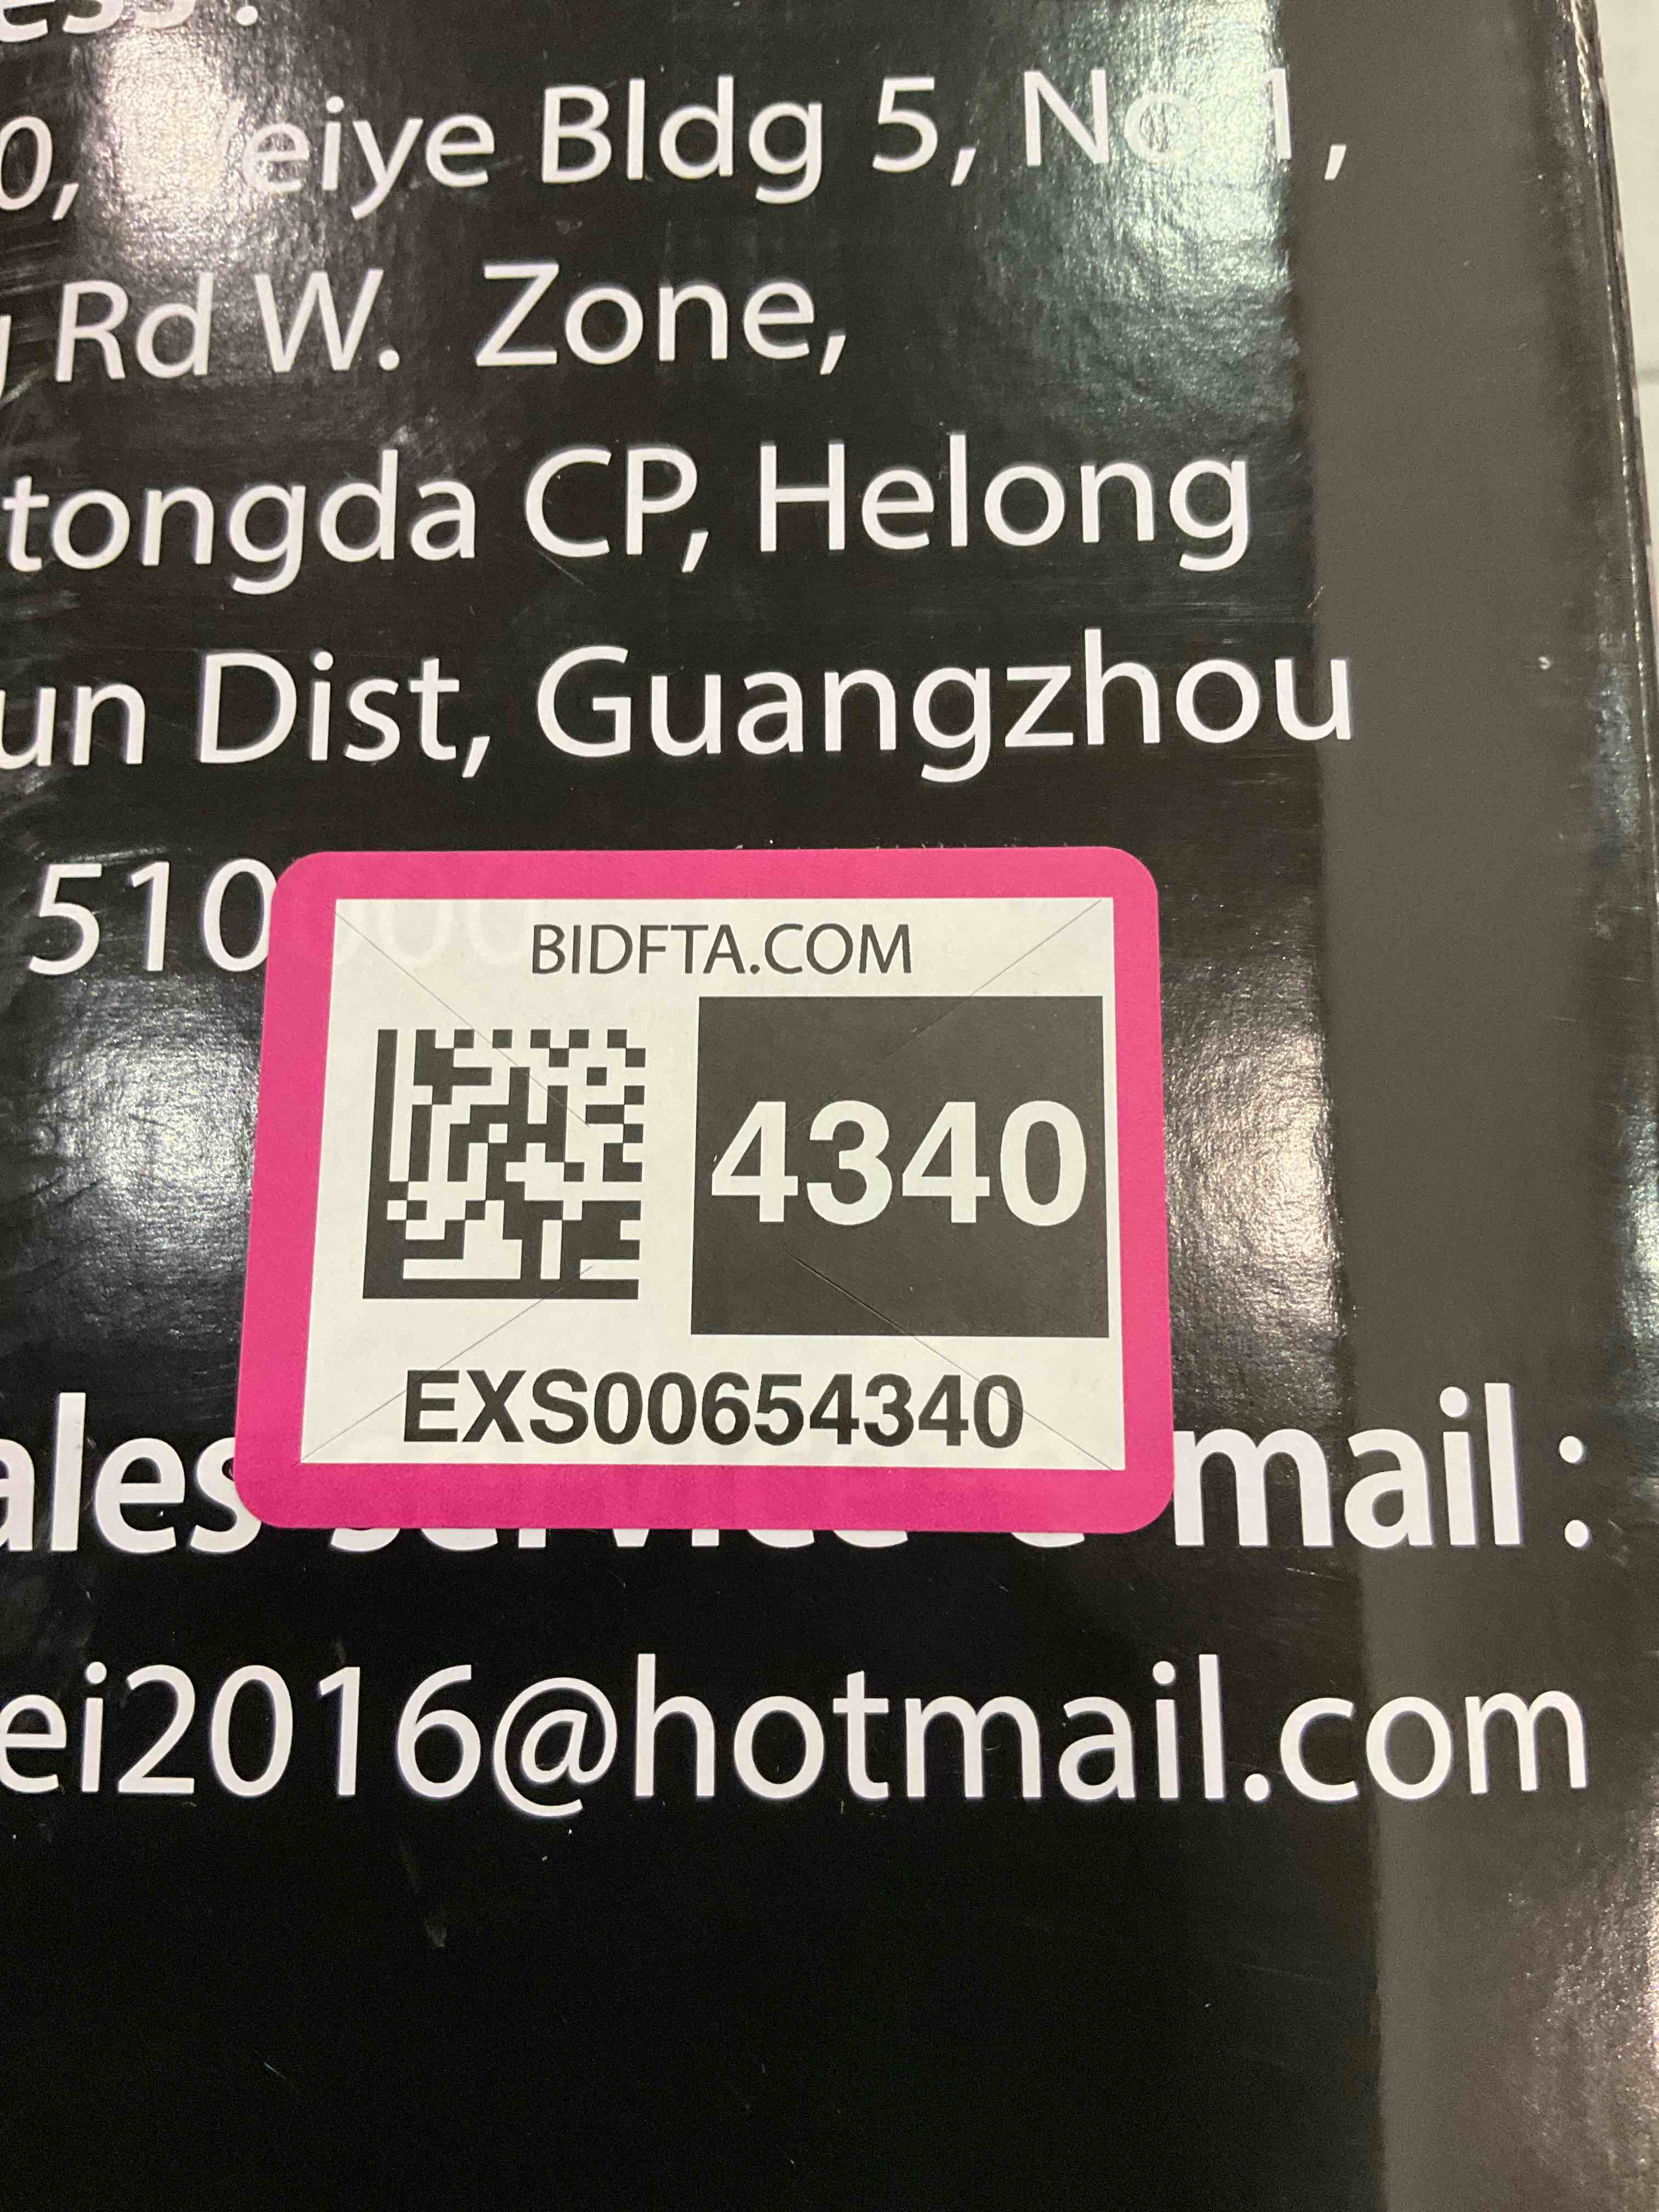 eiye Bldg 5, No 1,
Rd W. Zone,
tongda CP, Helong
un Dist, Guangzhou
510
BIDFTA.COM
4340
EXS00654340
ales service e-mail:
ei2016@hotmail.com